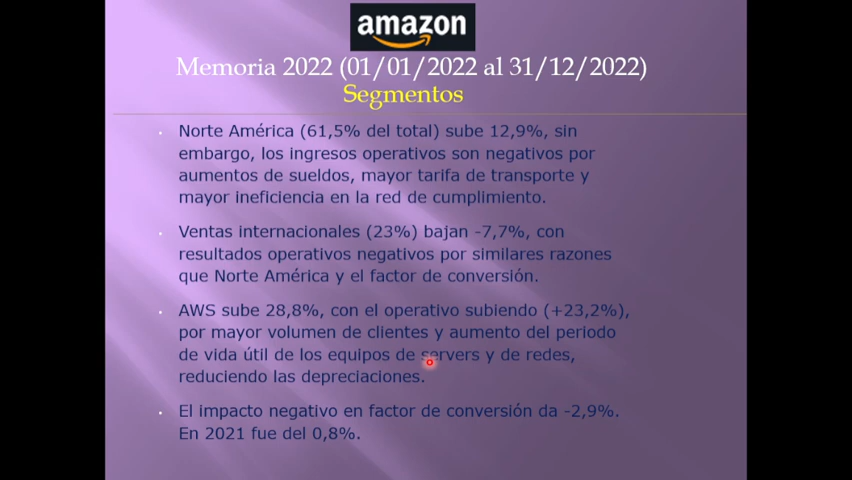 amazon
Memoria 2022 (01/01/2022 al 31/12/2022)
Segmentos
Norte América (61,5% del total) sube 12,9%, sin
embargo, los ingresos operativos son negativos por
aumentos de sueldos, mayor tarifa de transporte y
mayor ineficiencia en la red de cumplimiento.
Ventas internacionales (23%) bajan -7,7%, con
resultados operativos negativos por similares razones
que Norte América y el factor de conversión.
AWS sube 28,8%, con el operativo subiendo (+23,2%),
por mayor volumen de clientes y aumento del periodo
de vida útil de los equipos de servers y de redes,
reduciendo las depreciaciones.
El impacto negativo en factor de conversión da -2,9%.
En 2021 fue del 0,8%.